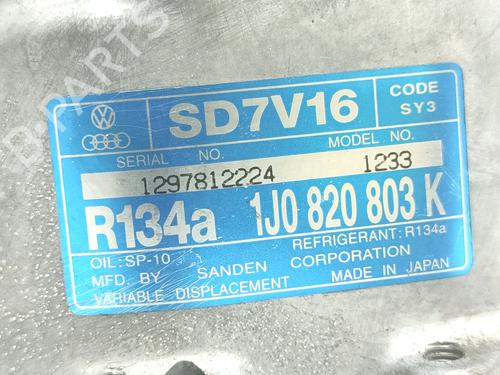 SD7V16
CODE
SY3
SERIAL NO.
MODEL NO.
1297812224
1233
R134a 1J0 820 803 K
OIL: SP-10
REFRIGERANT: R134a
MFD. BY SANDEN CORPORATION
VARIABLE DISPLACEMENT
MADE IN JAPAN
B-PARTS